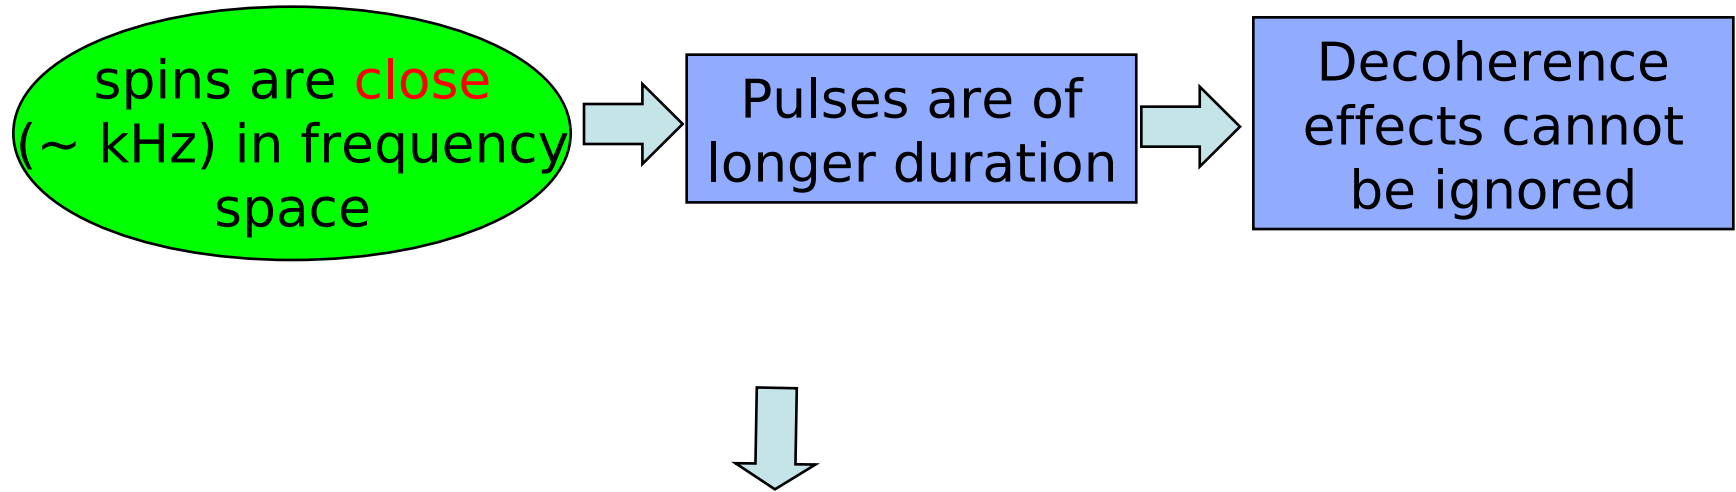 spins are close
(~ kHz) in frequency
space
Pulses are of
longer duration
Decoherence
effects cannot
be ignored